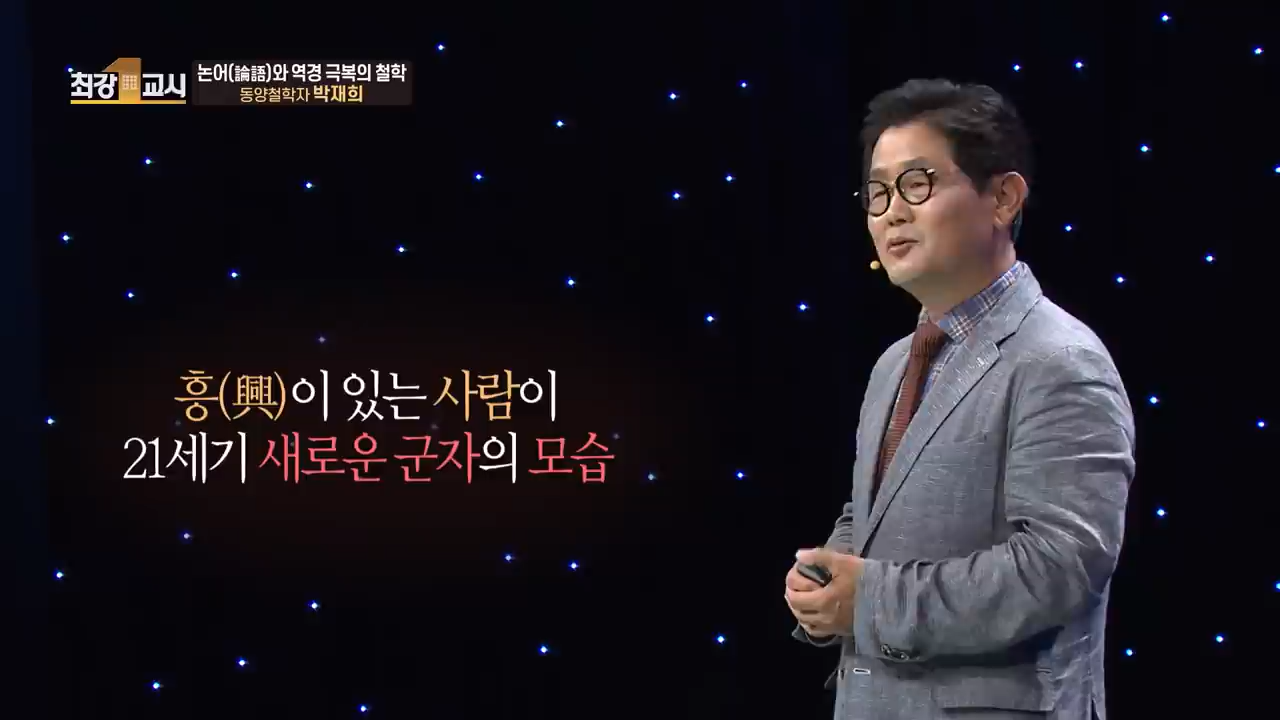 최강1교시
논어(論語)와 역경 극복의 철학
동양철학자 박재희
흥(興)이 있는 사람이
21세기 새로운 군자의 모습